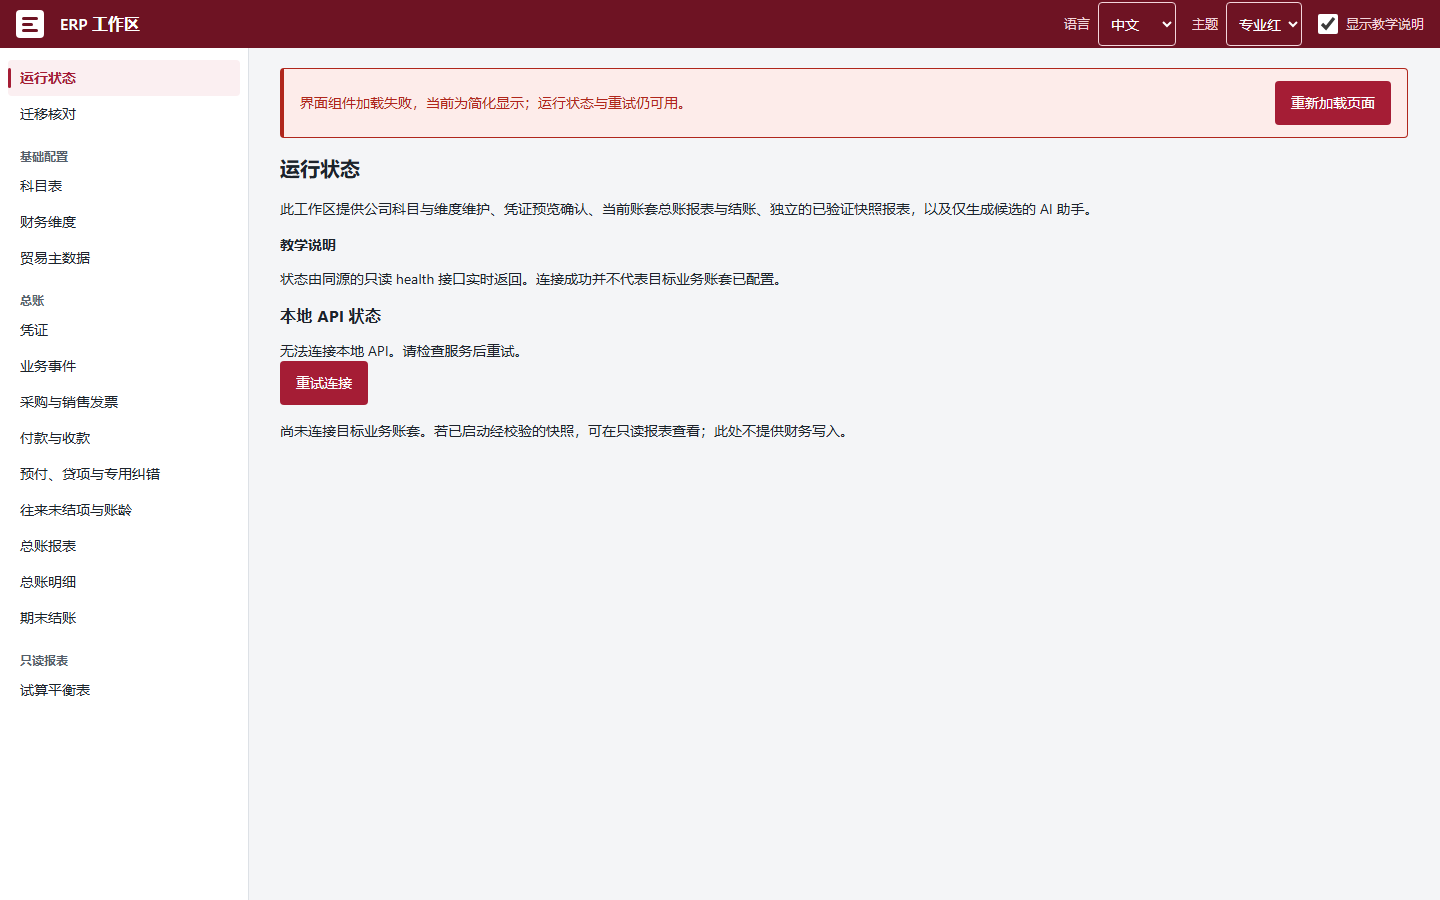 ERP 工作区
语言 中文 主题 专业红 显示教学说明
运行状态
迁移核对
基础配置
科目表
财务维度
贸易主数据
总账
凭证
业务事件
采购与销售发票
付款与收款
预付、贷项与专用纠错
往来未结项与账龄
总账报表
总账明细
期末结账
只读报表
试算平衡表
界面组件加载失败，当前为简化显示；运行状态与重试仍可用。
重新加载页面
运行状态
此工作区提供公司科目与维度维护、凭证预览确认、当前账套总账报表与结账、独立的已验证快照报表，以及仅生成候选的 AI 助手。
教学说明
状态由同源的只读 health 接口实时返回。连接成功并不代表目标业务账套已配置。
本地 API 状态
无法连接本地 API。请检查服务后重试。
重试连接
尚未连接目标业务账套。若已启动经校验的快照，可在只读报表查看；此处不提供财务写入。